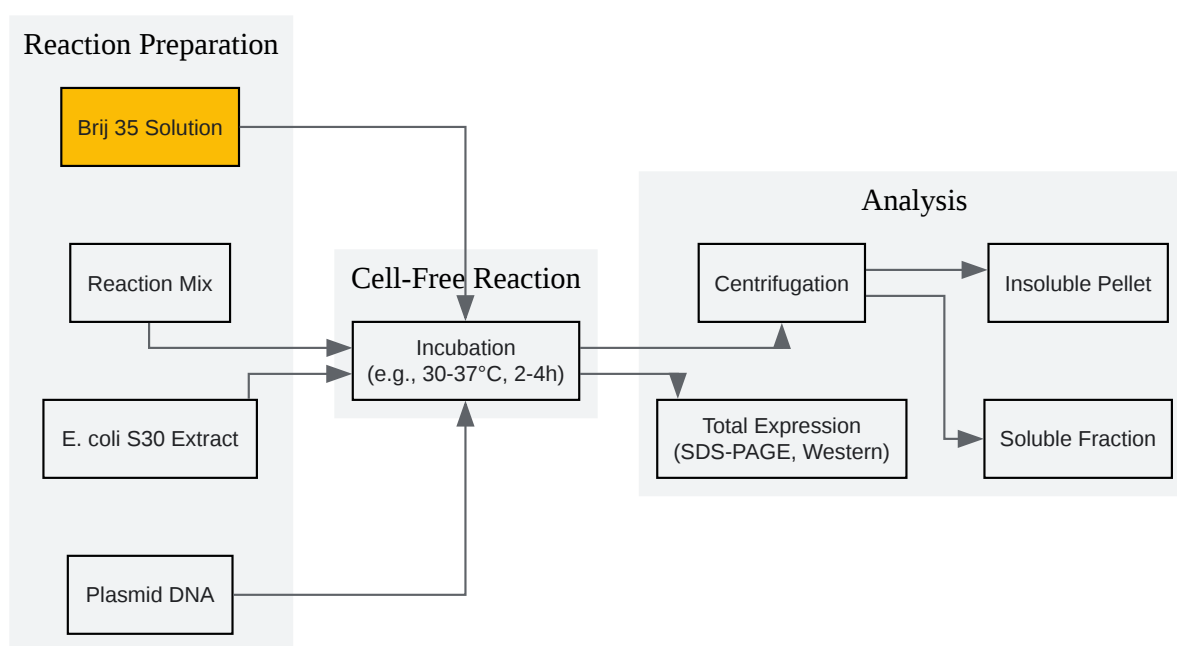 Reaction Preparation
Brij 35 Solution
Reaction Mix
E. coli S30 Extract
Plasmid DNA
Cell-Free Reaction
Incubation
(e.g., 30-37°C, 2-4h)
Analysis
Centrifugation
Total Expression
(SDS-PAGE, Western)
Insoluble Pellet
Soluble Fraction